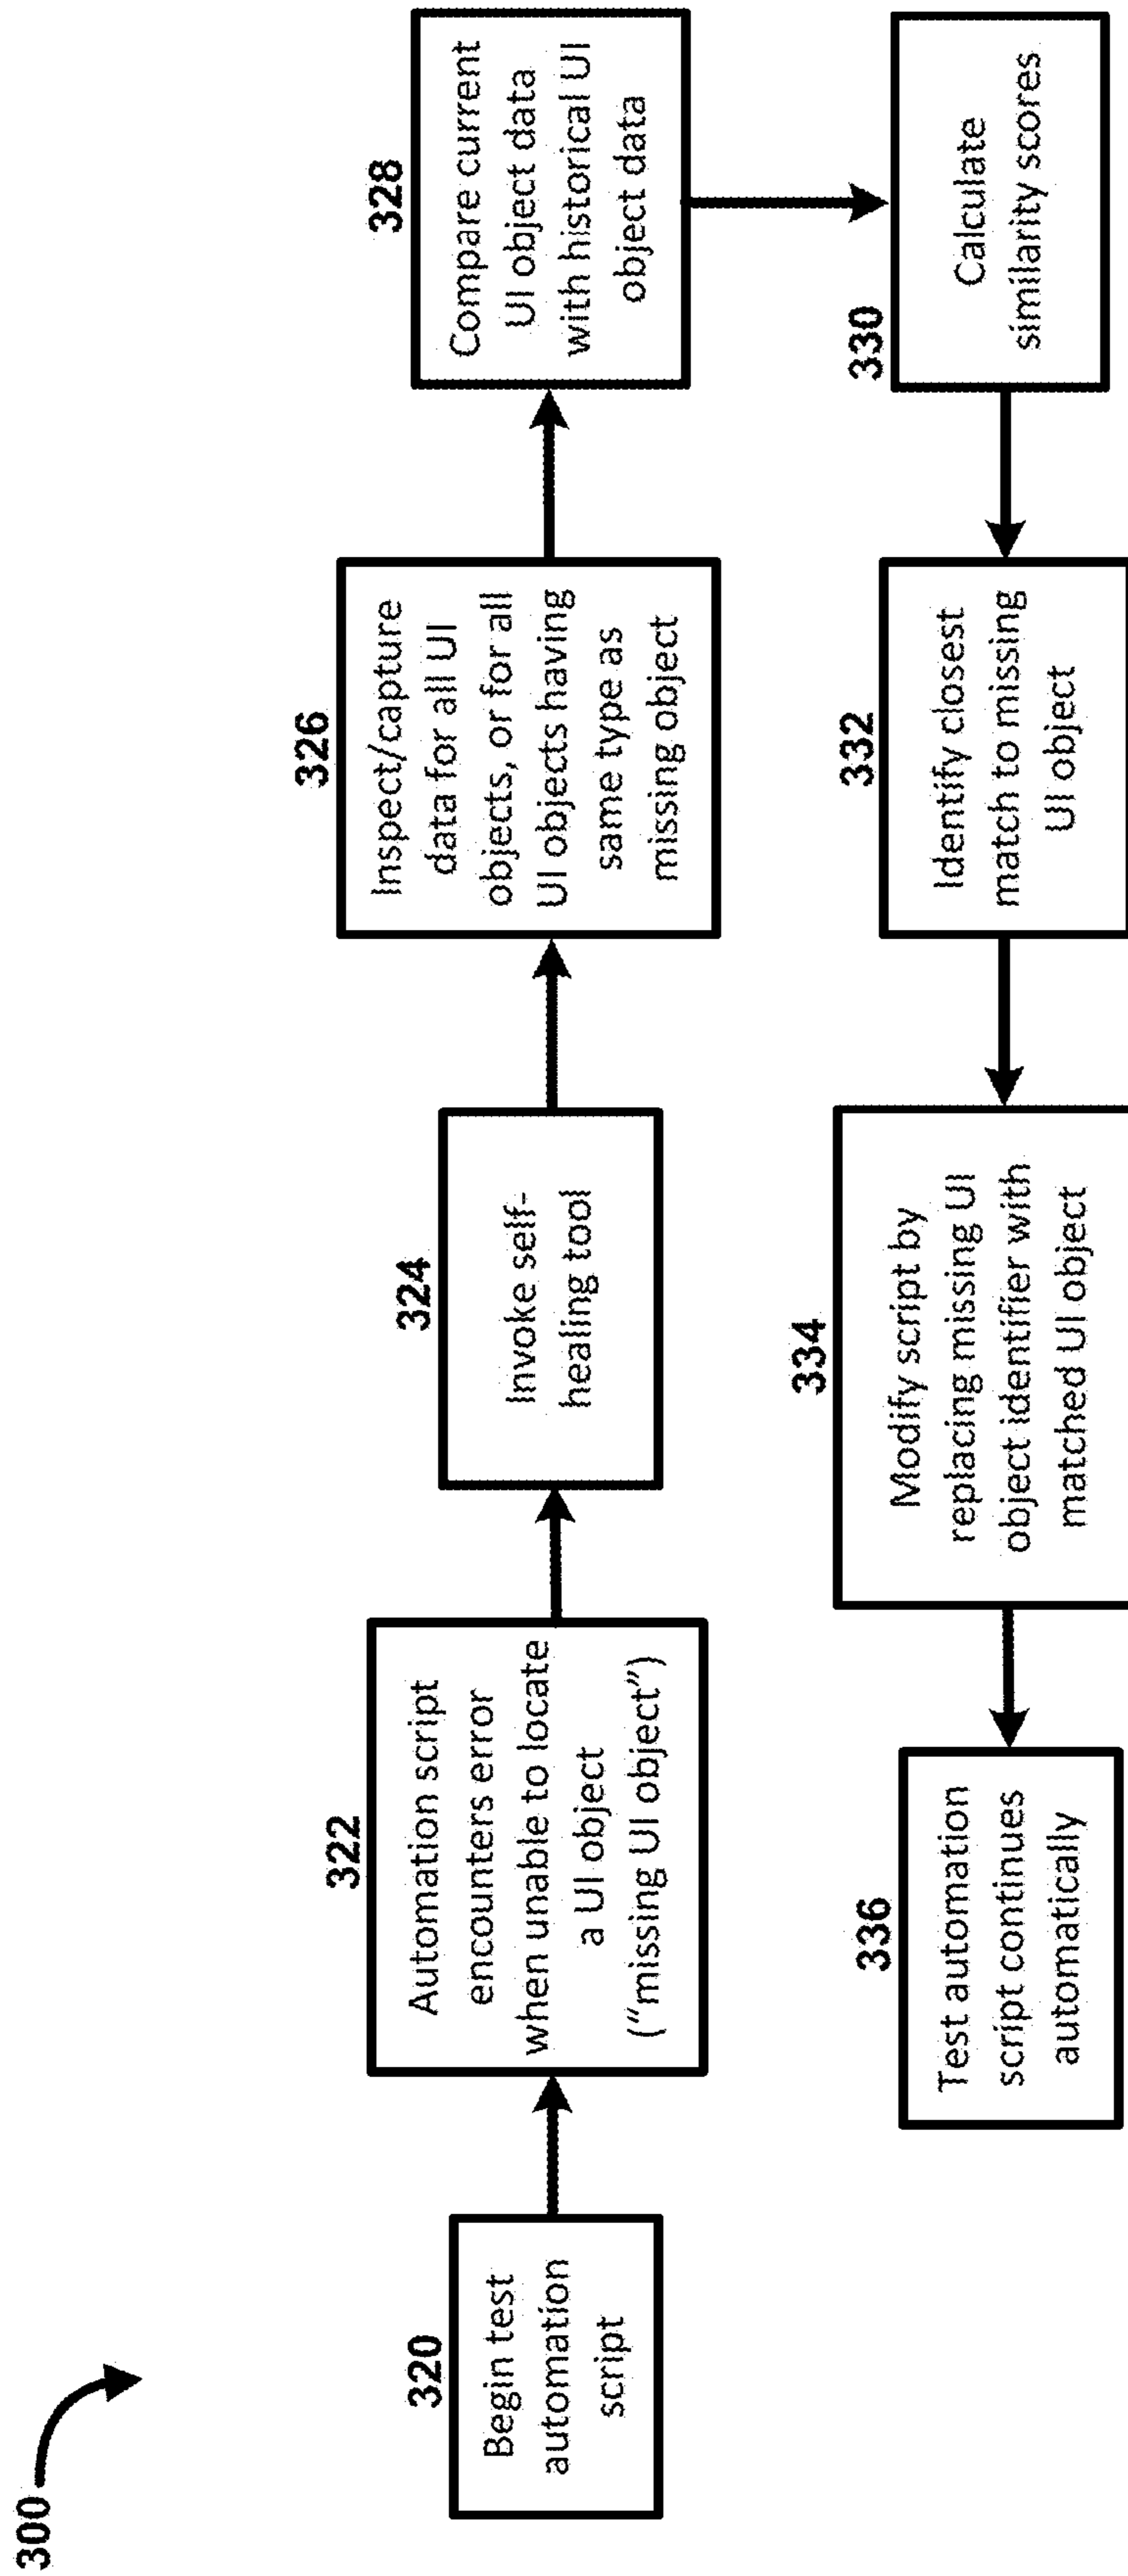 300
320
Begin test
automation
script
322
Automation script
encounters error
when unable to locate
a UI object
(“missing UI object”)
324
Invoke self-
healing tool
326
Inspect/capture
data for all UI
objects, or for all
UI objects having
same type as
missing object
328
Compare current
UI object data
with historical UI
object data
330
Calculate
similarity scores
332
Identify closest
match to missing
UI object
334
Modify script by
replacing missing UI
object identifier with
matched UI object
336
Test automation
script continues
automatically